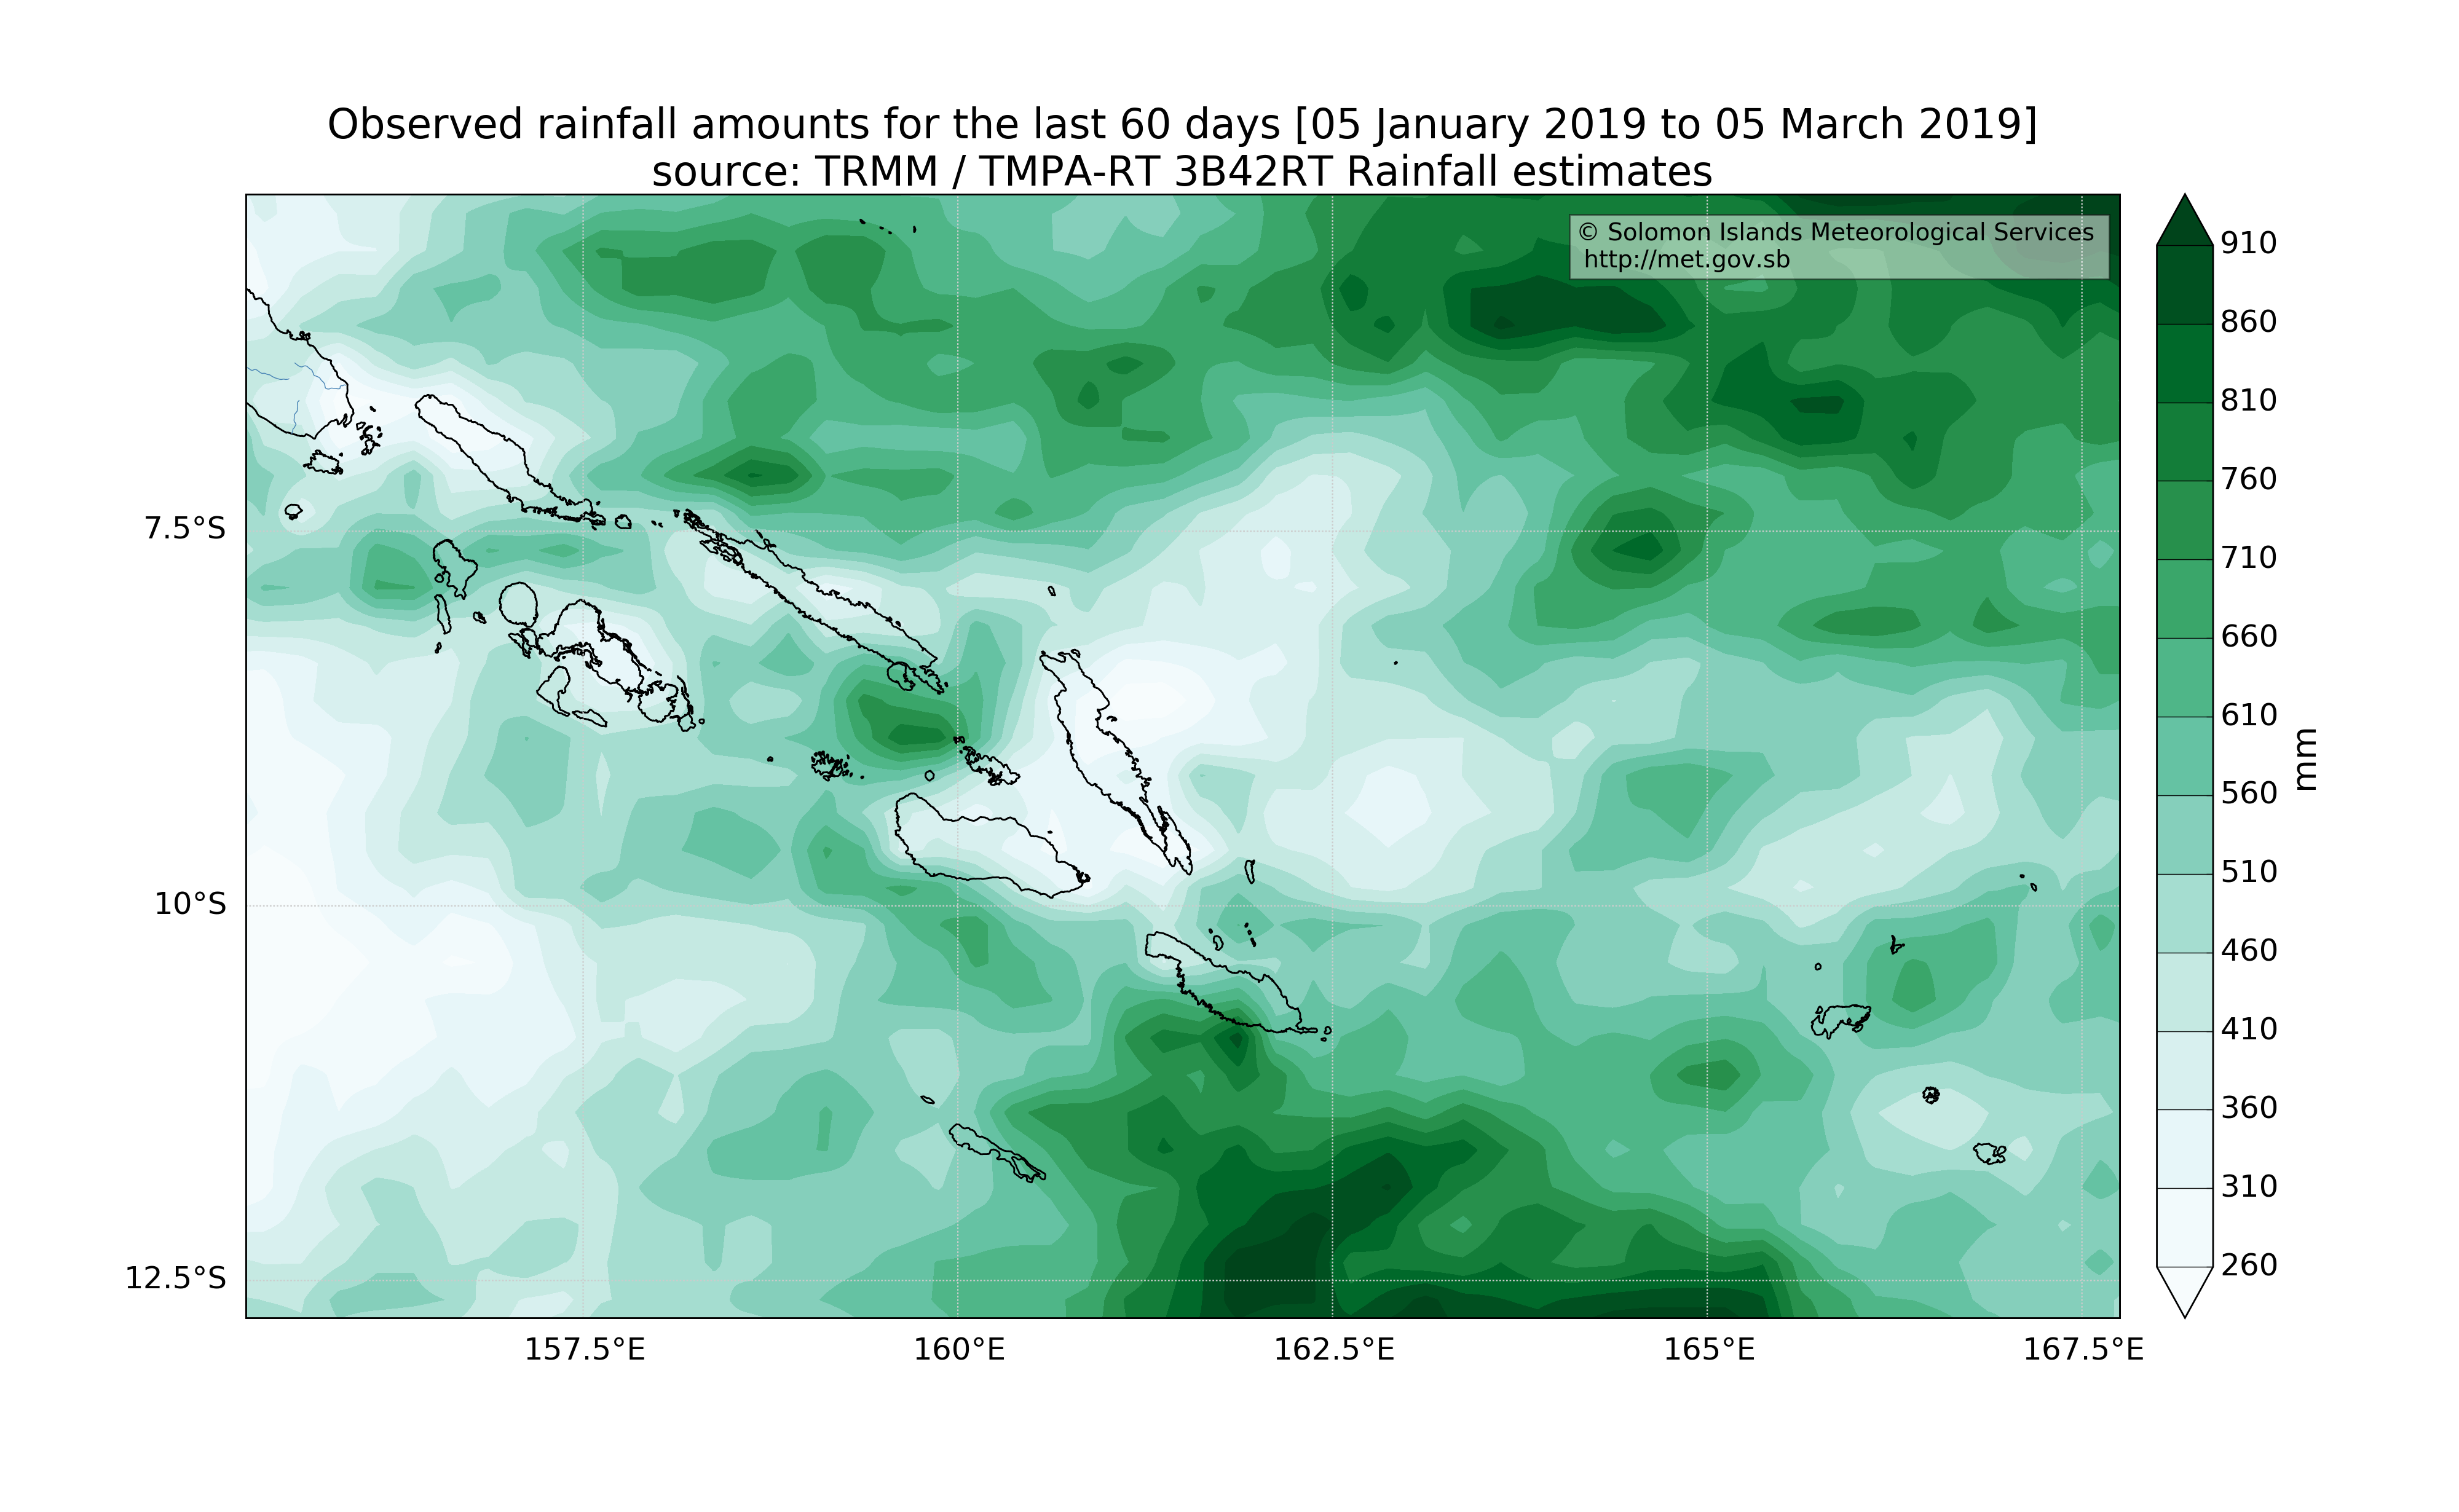 Observed rainfall amounts for the last 60 days [05 January 2019 to 05 March 2019]
source: TRMM / TMPA-RT 3B42RT Rainfall estimates
© Solomon Islands Meteorological Services
http://met.gov.sb
7.5°S
10°S
12.5°S
157.5°E
160°E
162.5°E
165°E
167.5°E
910
860
810
760
710
660
610
560
510
460
410
360
310
260
mm